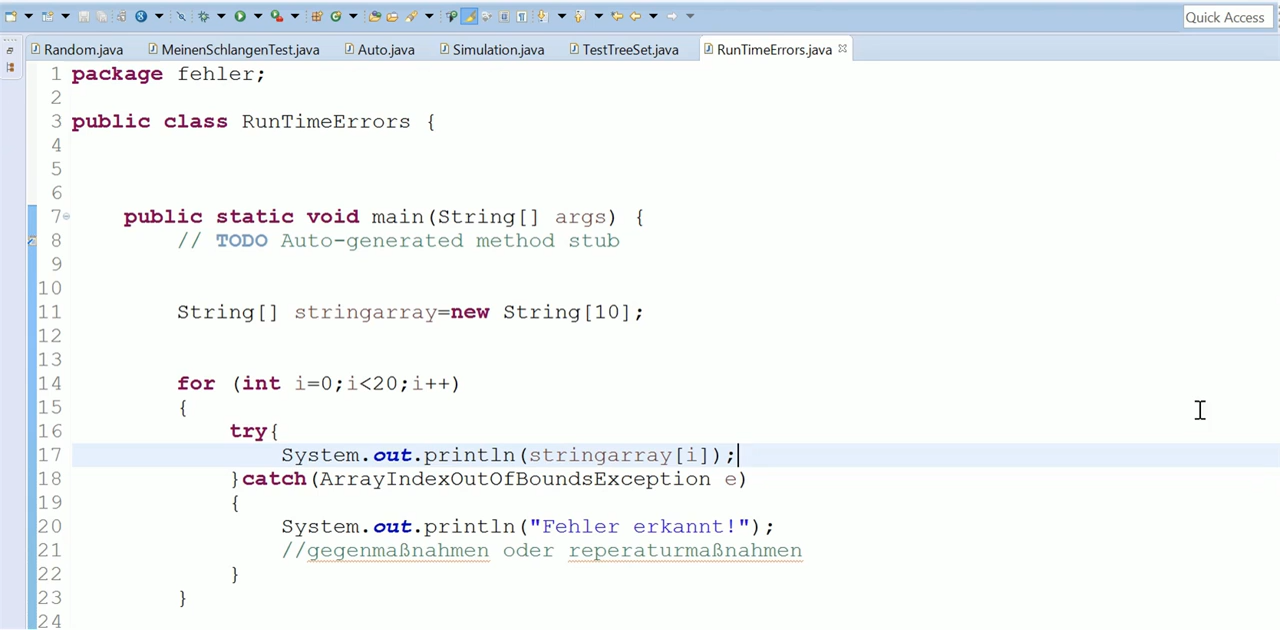 Quick Access
Random.java MeinenSchlangenTest.java Auto.java Simulation.java TestTreeSet.java RunTimeErrors.java
1 package fehler;
2
3 public class RunTimeErrors {
4
5
6
7 public static void main(String[] args) {
8 // TODO Auto-generated method stub
9
10
11 String[] stringarray=new String[10];
12
13
14 for (int i=0;i<20;i++)
15 {
16 try{
17 System.out.println(stringarray[i]);
18 }catch(ArrayIndexOutOfBoundsException e)
19 {
20 System.out.println("Fehler erkannt!");
21 //gegenmaßnahmen oder reperaturmaßnahmen
22 }
23 }
24